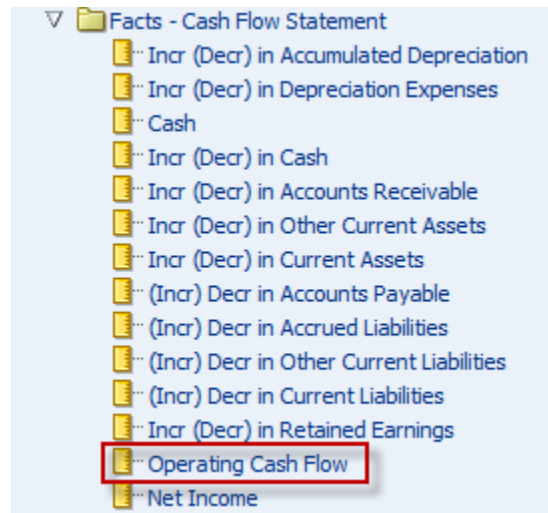 Facts - Cash Flow Statement
Incr (Decr) in Accumulated Depreciation
Incr (Decr) in Depreciation Expenses
Cash
Incr (Decr) in Cash
Incr (Decr) in Accounts Receivable
Incr (Decr) in Other Current Assets
Incr (Decr) in Current Assets
(Incr) Decr in Accounts Payable
(Incr) Decr in Accrued Liabilities
(Incr) Decr in Other Current Liabilities
(Incr) Decr in Current Liabilities
Incr (Decr) in Retained Earnings
Operating Cash Flow
Net Income